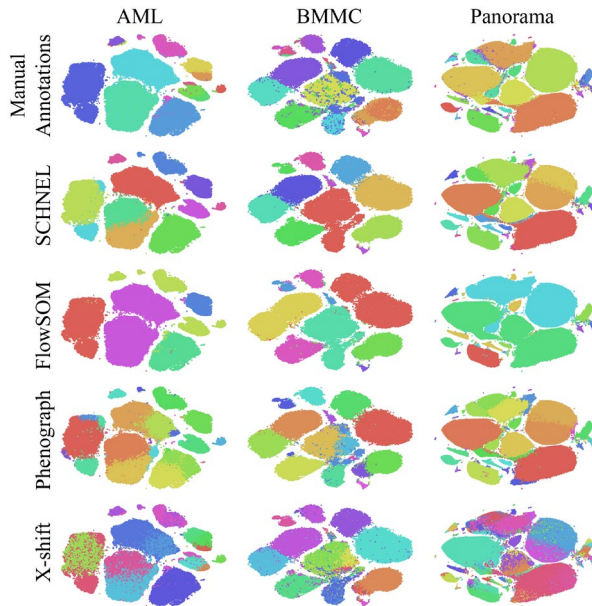 AML BMMC Panorama
Manual
Annotations
SCHNEL
FlowSOM
Phenograph
X-shift